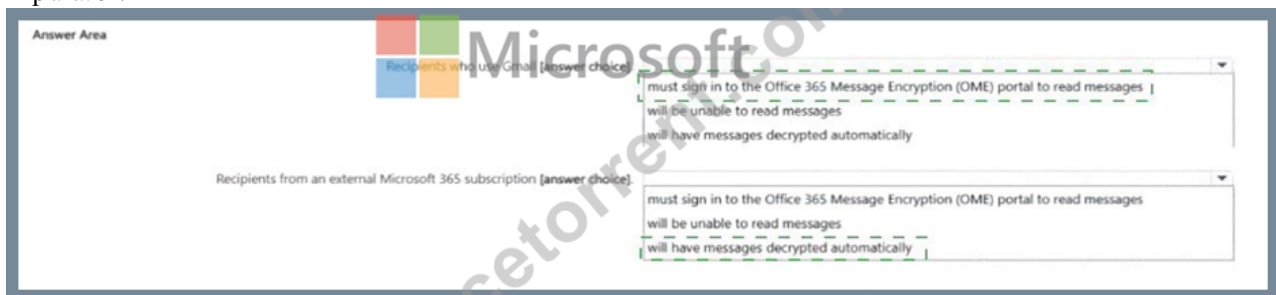 Answer Area
Microsoft
Recipients who use Gmail [answer choice].
must sign in to the Office 365 Message Encryption (OME) portal to read messages
will be unable to read messages
will have messages decrypted automatically
Recipients from an external Microsoft 365 subscription [answer choice].
must sign in to the Office 365 Message Encryption (OME) portal to read messages
will be unable to read messages
will have messages decrypted automatically
cetorrent.com